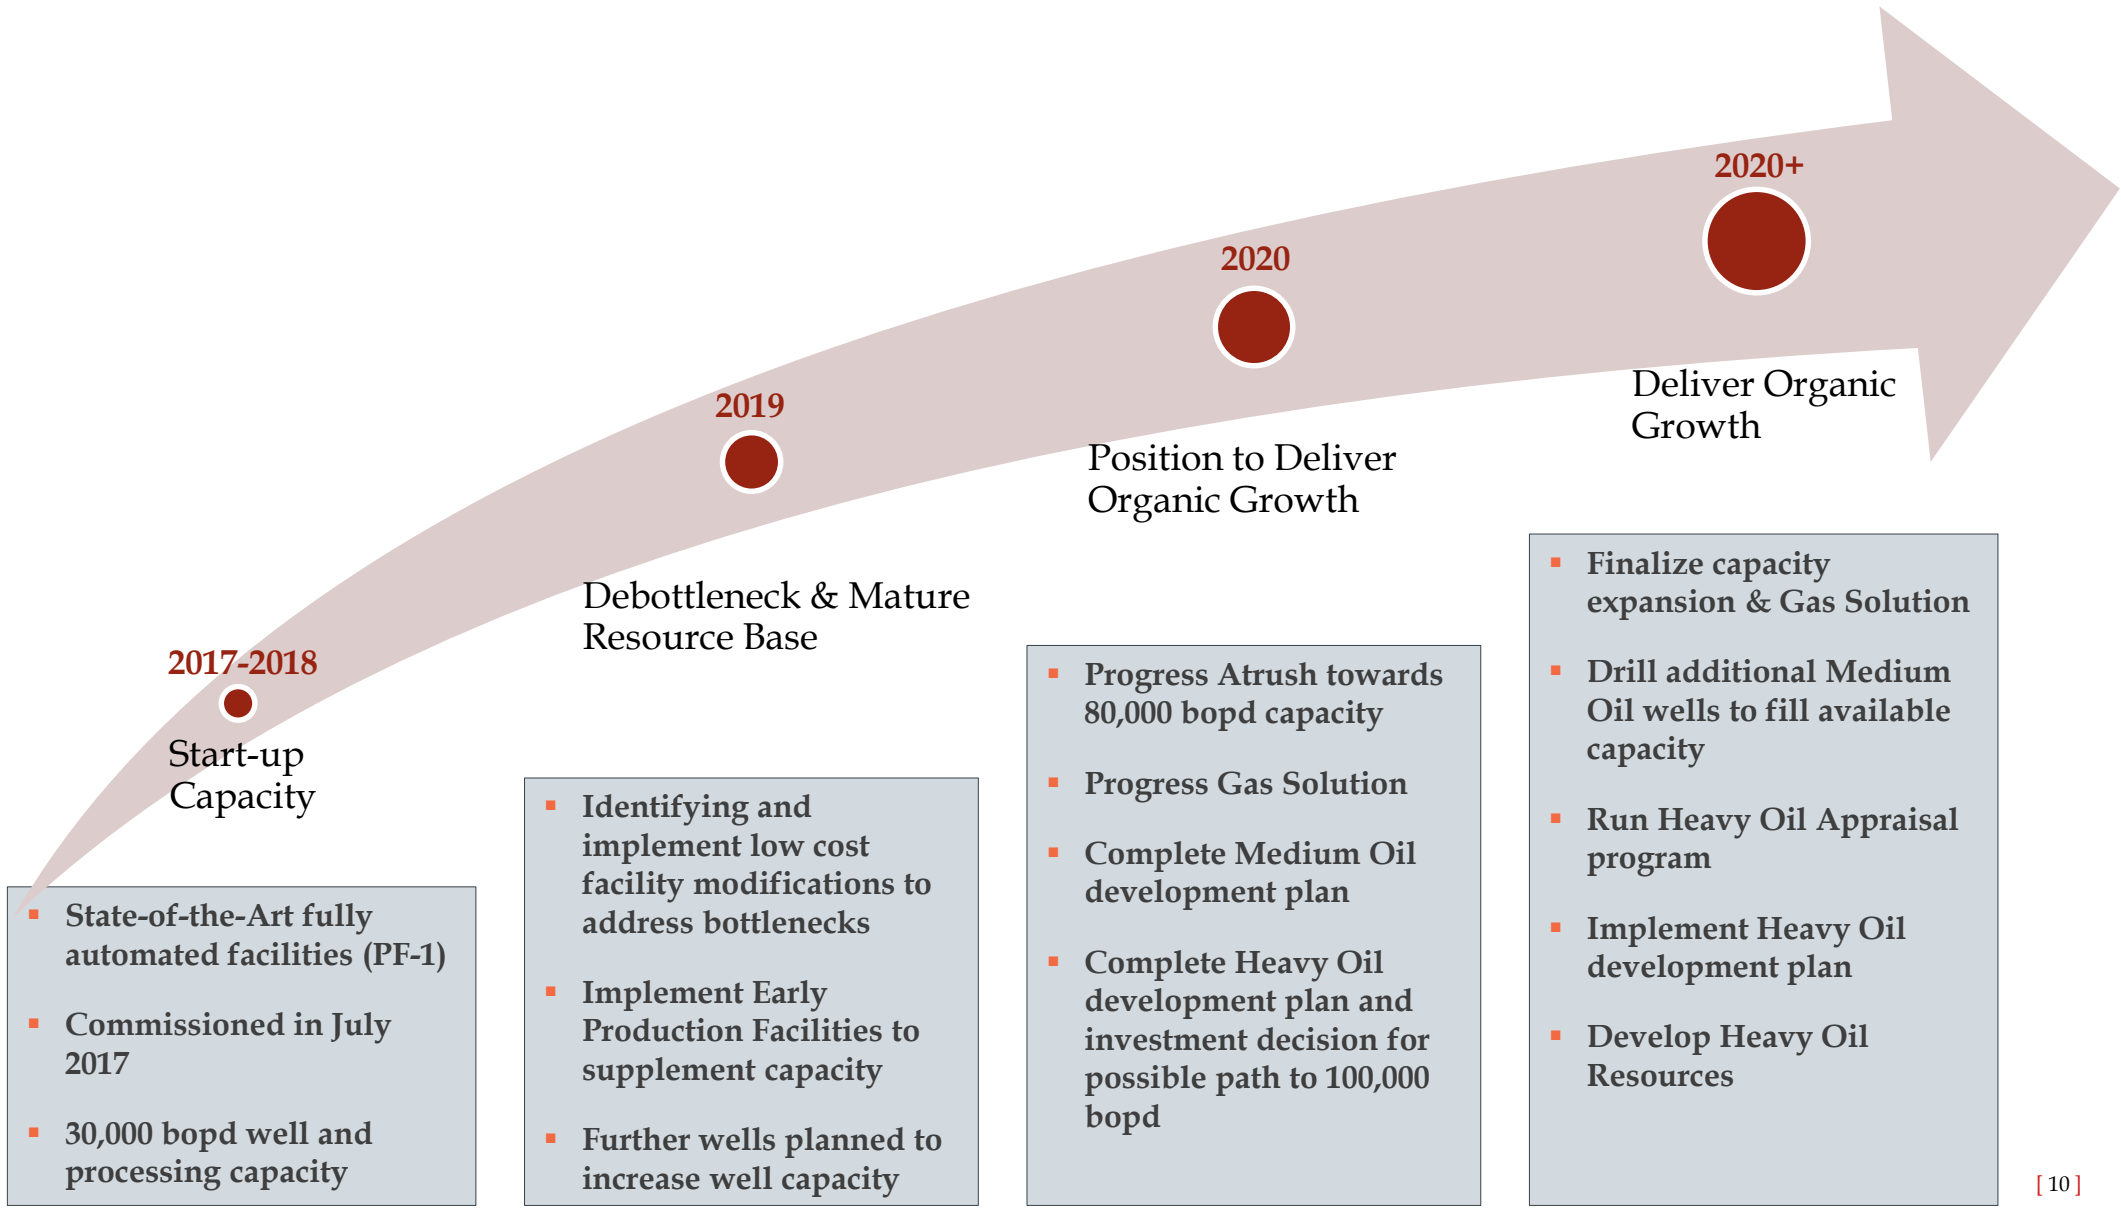 2017-2018
Start-up
Capacity
▪ State-of-the-Art fully
automated facilities (PF-1)
▪ Commissioned in July
2017
▪ 30,000 bopd well and
processing capacity
2019
Debottleneck & Mature
Resource Base
▪ Identifying and
implement low cost
facility modifications to
address bottlenecks
▪ Implement Early
Production Facilities to
supplement capacity
▪ Further wells planned to
increase well capacity
2020
Position to Deliver
Organic Growth
▪ Progress Atrush towards
80,000 bopd capacity
▪ Progress Gas Solution
▪ Complete Medium Oil
development plan
▪ Complete Heavy Oil
development plan and
investment decision for
possible path to 100,000
bopd
2020+
Deliver Organic
Growth
▪ Finalize capacity
expansion & Gas Solution
▪ Drill additional Medium
Oil wells to fill available
capacity
▪ Run Heavy Oil Appraisal
program
▪ Implement Heavy Oil
development plan
▪ Develop Heavy Oil
Resources
[ 10 ]